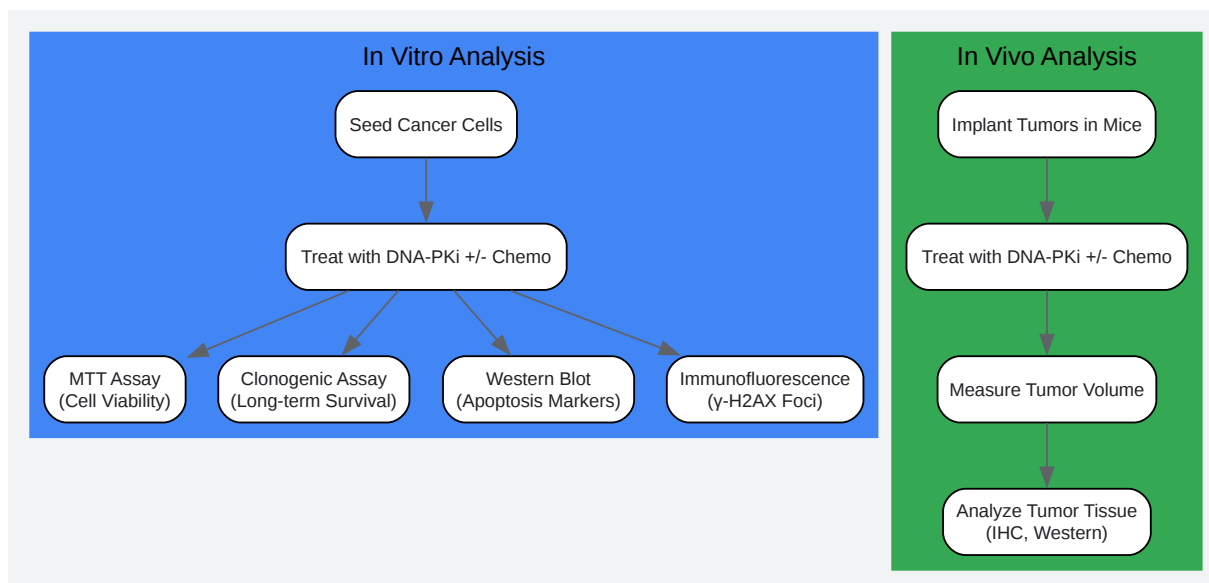 In Vitro Analysis
Seed Cancer Cells
Treat with DNA-PKi +/- Chemo
MTT Assay
(Cell Viability)
Clonogenic Assay
(Long-term Survival)
Western Blot
(Apoptosis Markers)
Immunofluorescence
(γ-H2AX Foci)
In Vivo Analysis
Implant Tumors in Mice
Treat with DNA-PKi +/- Chemo
Measure Tumor Volume
Analyze Tumor Tissue
(IHC, Western)